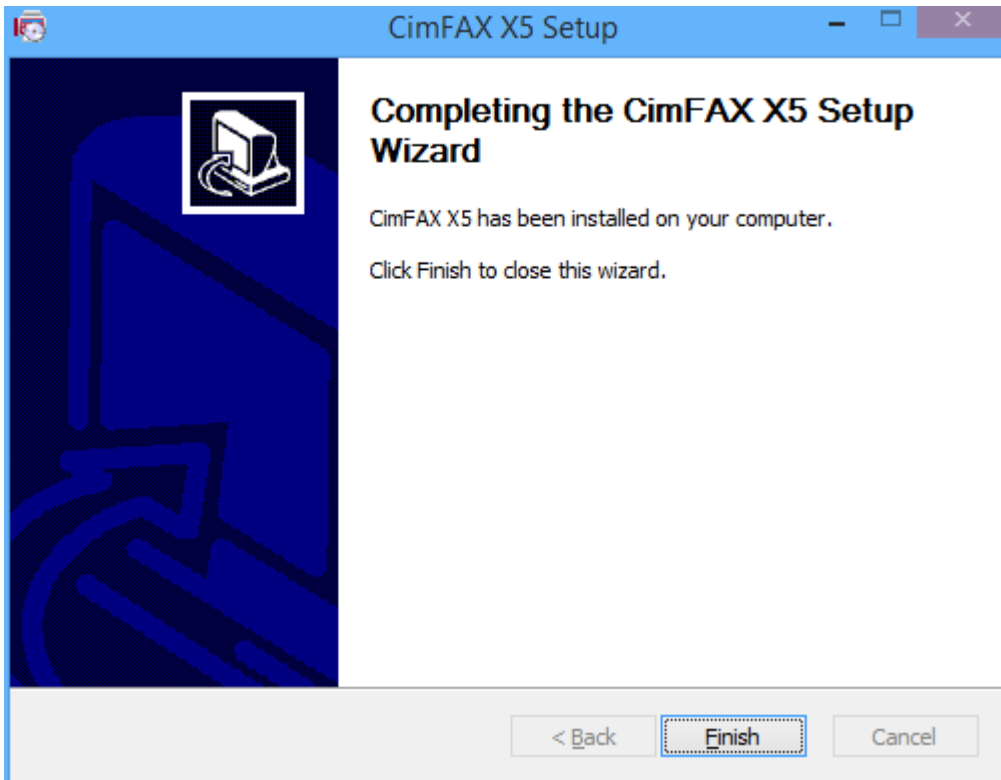 CimFAX X5 Setup
Completing the CimFAX X5 Setup
Wizard
CimFAX X5 has been installed on your computer.
Click Finish to close this wizard.
< Back Finish Cancel